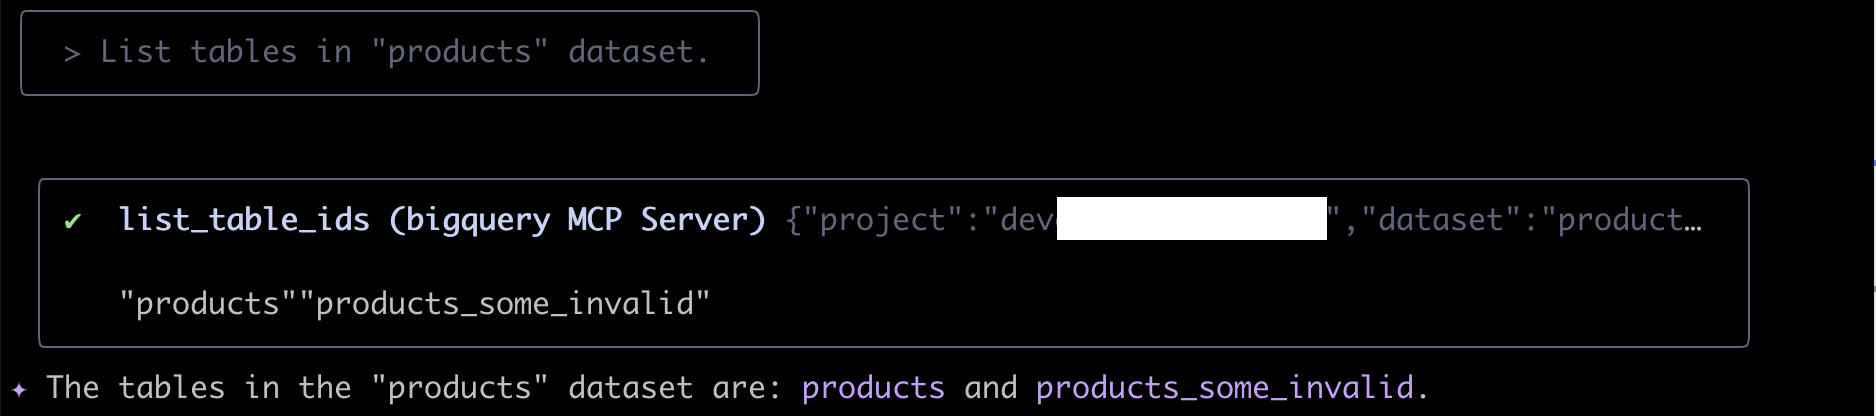 > List tables in "products" dataset.
✔ list_table_ids (bigquery MCP Server) {"project":"dev ","dataset":"product…
"products""products_some_invalid"
✦ The tables in the "products" dataset are: products and products_some_invalid.